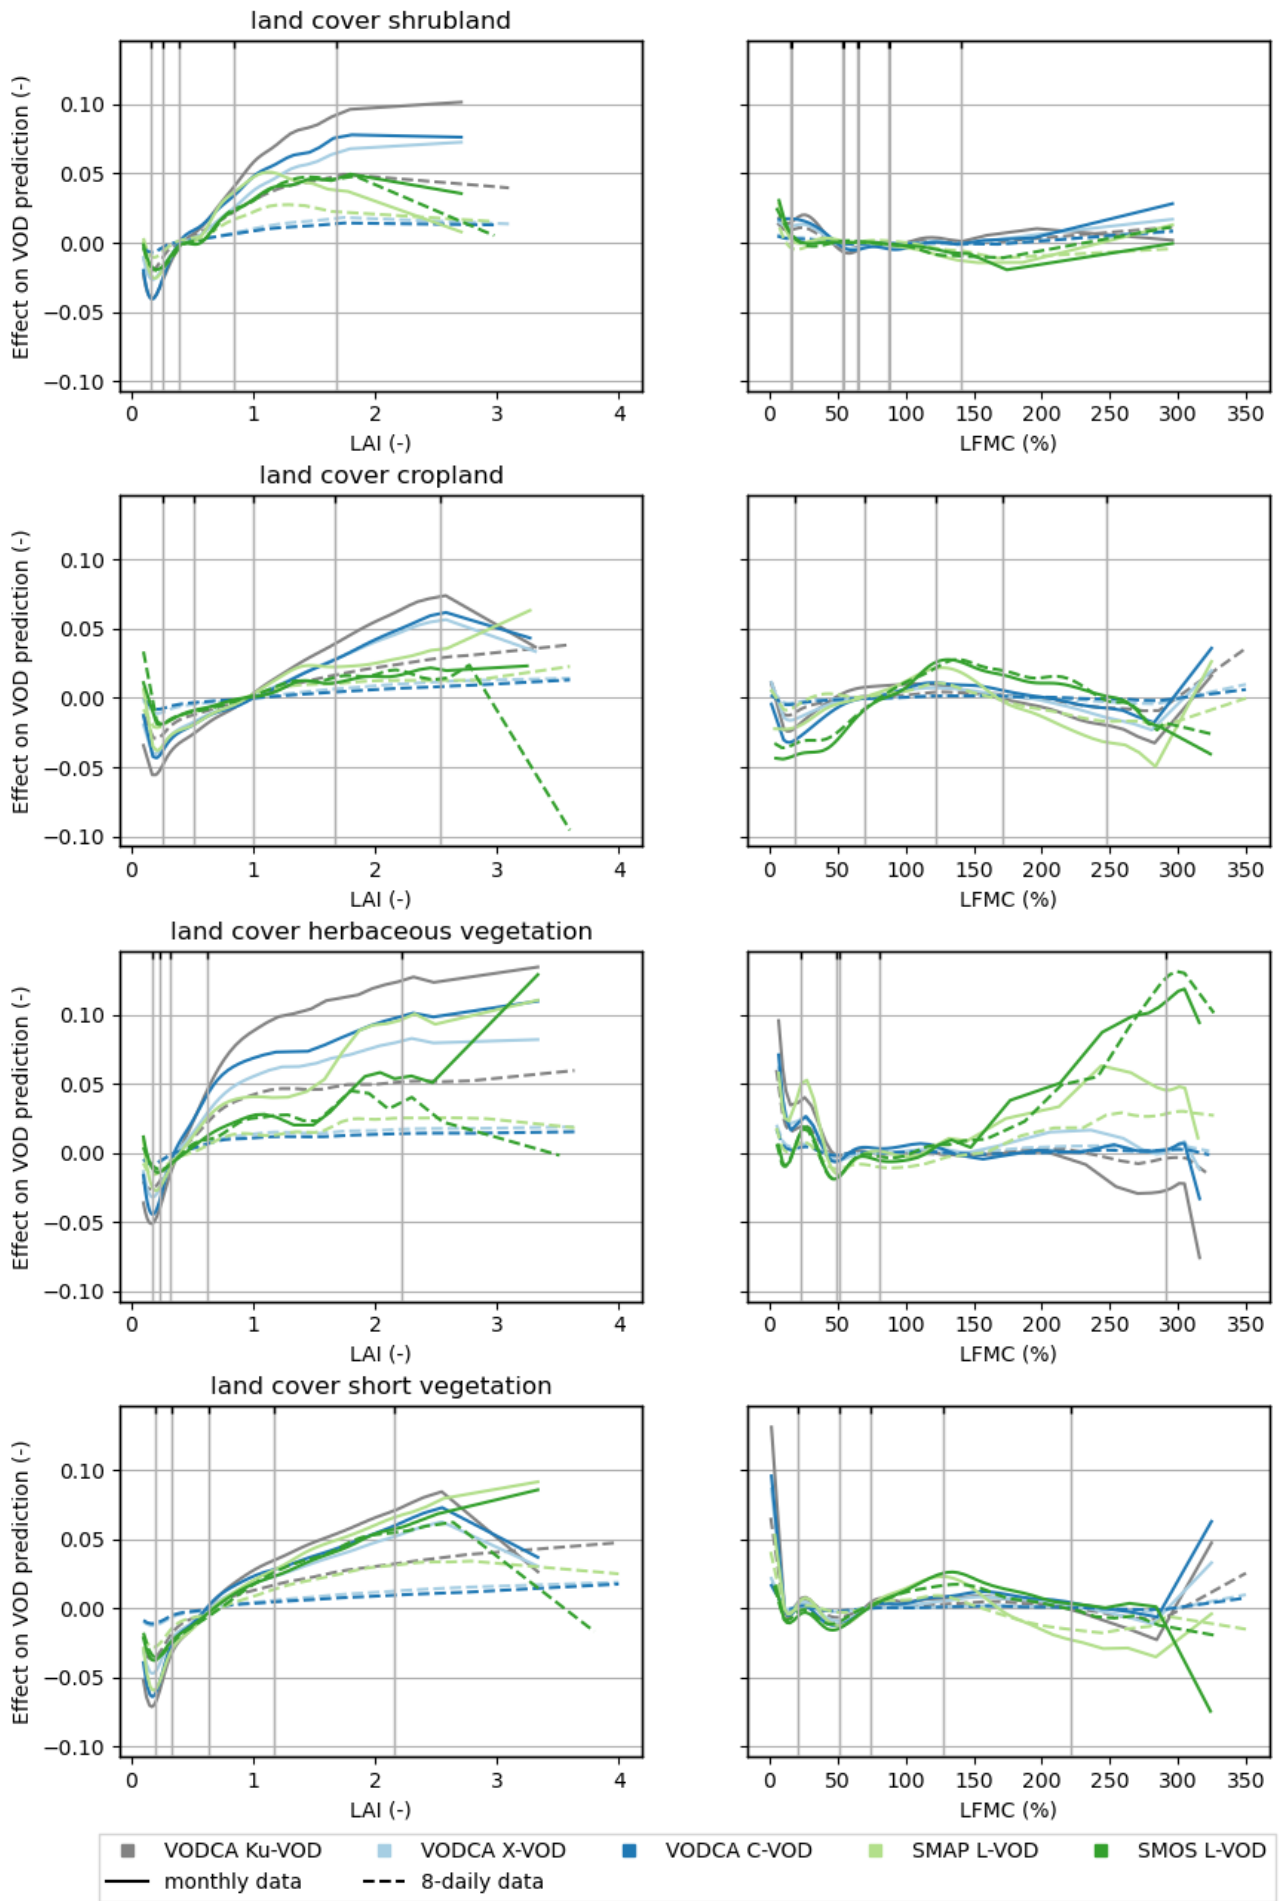 land cover shrubland
Effect on VOD prediction (-)
0.10
0.05
0.00
−0.05
−0.10
0 1 2 3 4
LAI (-)
0 50 100 150 200 250 300 350
LFMC (%)
land cover cropland
Effect on VOD prediction (-)
0.10
0.05
0.00
−0.05
−0.10
0 1 2 3 4
LAI (-)
0 50 100 150 200 250 300 350
LFMC (%)
land cover herbaceous vegetation
Effect on VOD prediction (-)
0.10
0.05
0.00
−0.05
−0.10
0 1 2 3 4
LAI (-)
0 50 100 150 200 250 300 350
LFMC (%)
land cover short vegetation
Effect on VOD prediction (-)
0.10
0.05
0.00
−0.05
−0.10
0 1 2 3 4
LAI (-)
0 50 100 150 200 250 300 350
LFMC (%)
VODCA Ku-VOD VODCA X-VOD VODCA C-VOD SMAP L-VOD SMOS L-VOD
monthly data 8-daily data